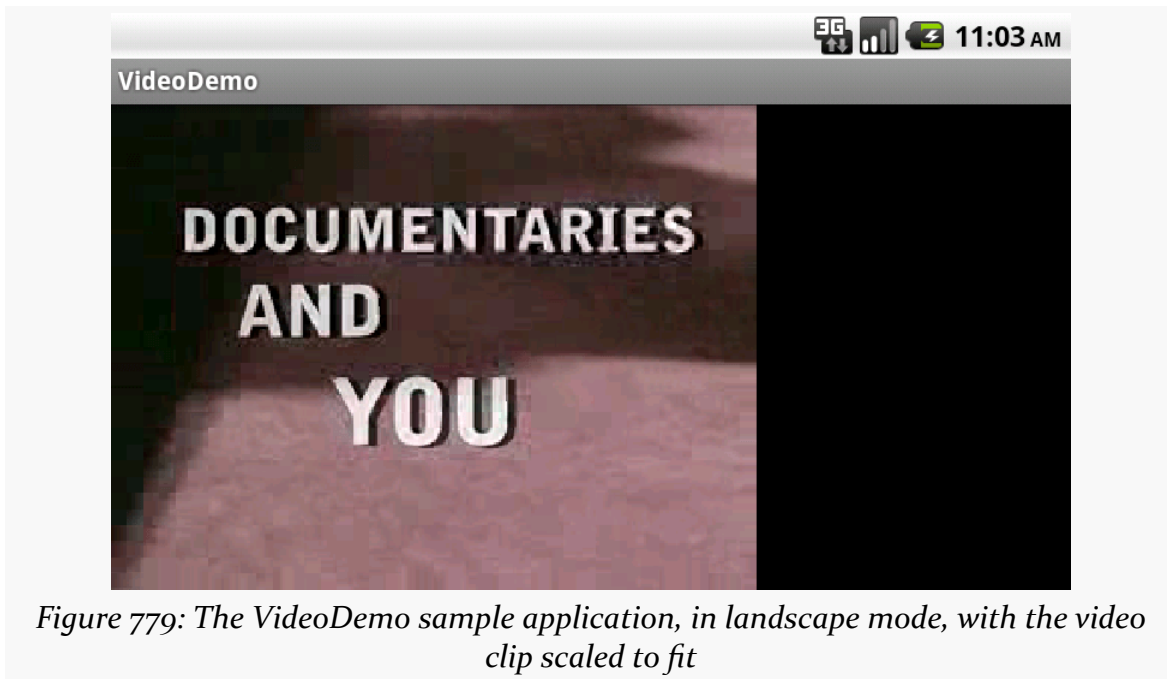 3G 11:03 AM
VideoDemo
DOCUMENTARIES
AND
YOU
Figure 779: The VideoDemo sample application, in landscape mode, with the video
clip scaled to fit